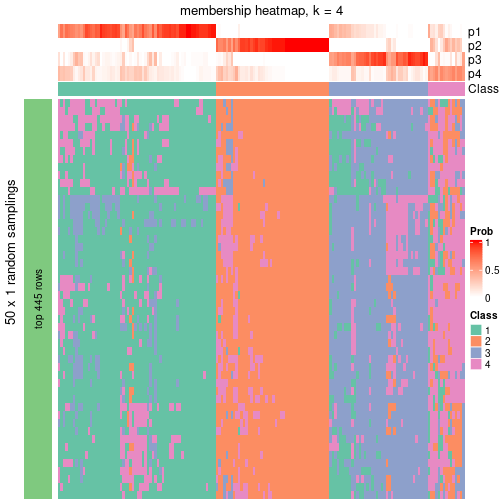 membership heatmap, k = 4
p1
p2
p3
p4
Class
50 x 1 random samplings
top 445 rows
Prob
1
0.5
0
Class
1
2
3
4